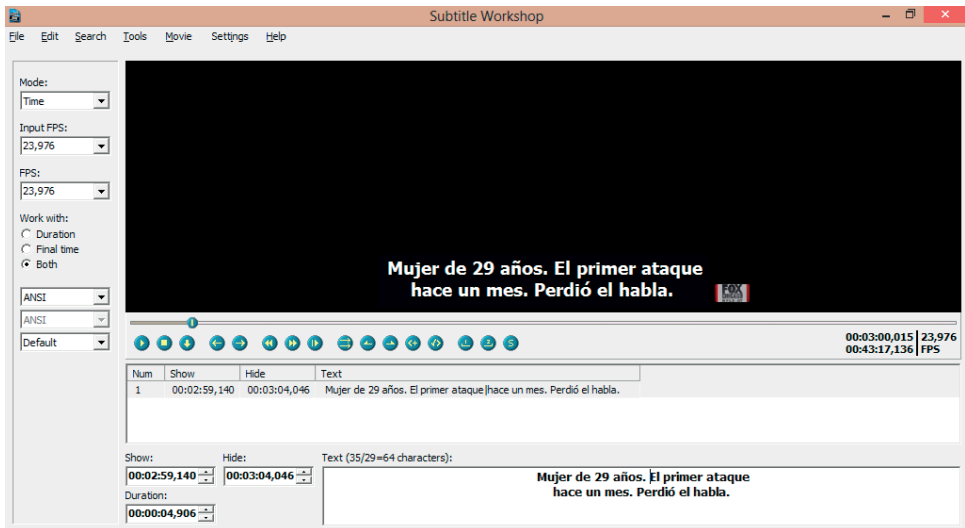 Subtitle Workshop
File Edit Search Tools Movie Settings Help
Mode:
Time
Input FPS:
23,976
FPS:
23,976
Work with:
Duration
Final time
Both
ANSI
ANSI
Default
Mujer de 29 años. El primer ataque
hace un mes. Perdió el habla.
FOX
00:03:00,015 23,976
00:43:17,136 FPS
Num Show Hide Text
1 00:02:59,140 00:03:04,046 Mujer de 29 años. El primer ataque|hace un mes. Perdió el habla.
Show: Hide: Text (35/29=64 characters):
00:02:59,140 00:03:04,046
Duration:
00:00:04,906
Mujer de 29 años. El primer ataque
hace un mes. Perdió el habla.